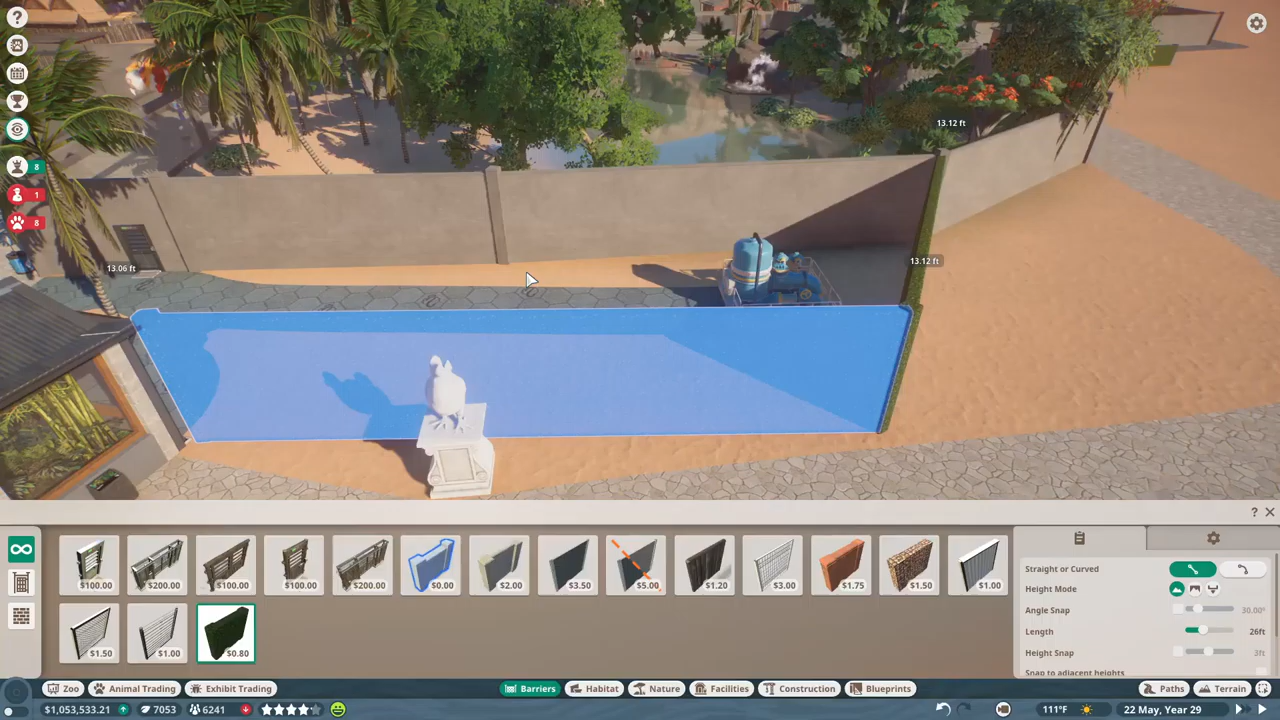 ?
8
1
8
13.12 ft
13.06 ft
13.12 ft
?
$100.00
$200.00
$100.00
$100.00
$200.00
$0.00
$2.00
$3.50
$5.00
$1.20
$3.00
$1.75
$1.50
$1.00
$1.50
$1.00
$0.80
Straight or Curved
Height Mode
Angle Snap 30.00°
Length 26ft
Height Snap 3ft
Snap to adjacent heights
Zoo Animal Trading Exhibit Trading Barriers Habitat Nature Facilities Construction Blueprints Paths Terrain
$1,053,533.21 7053 6241 111°F 22 May, Year 29